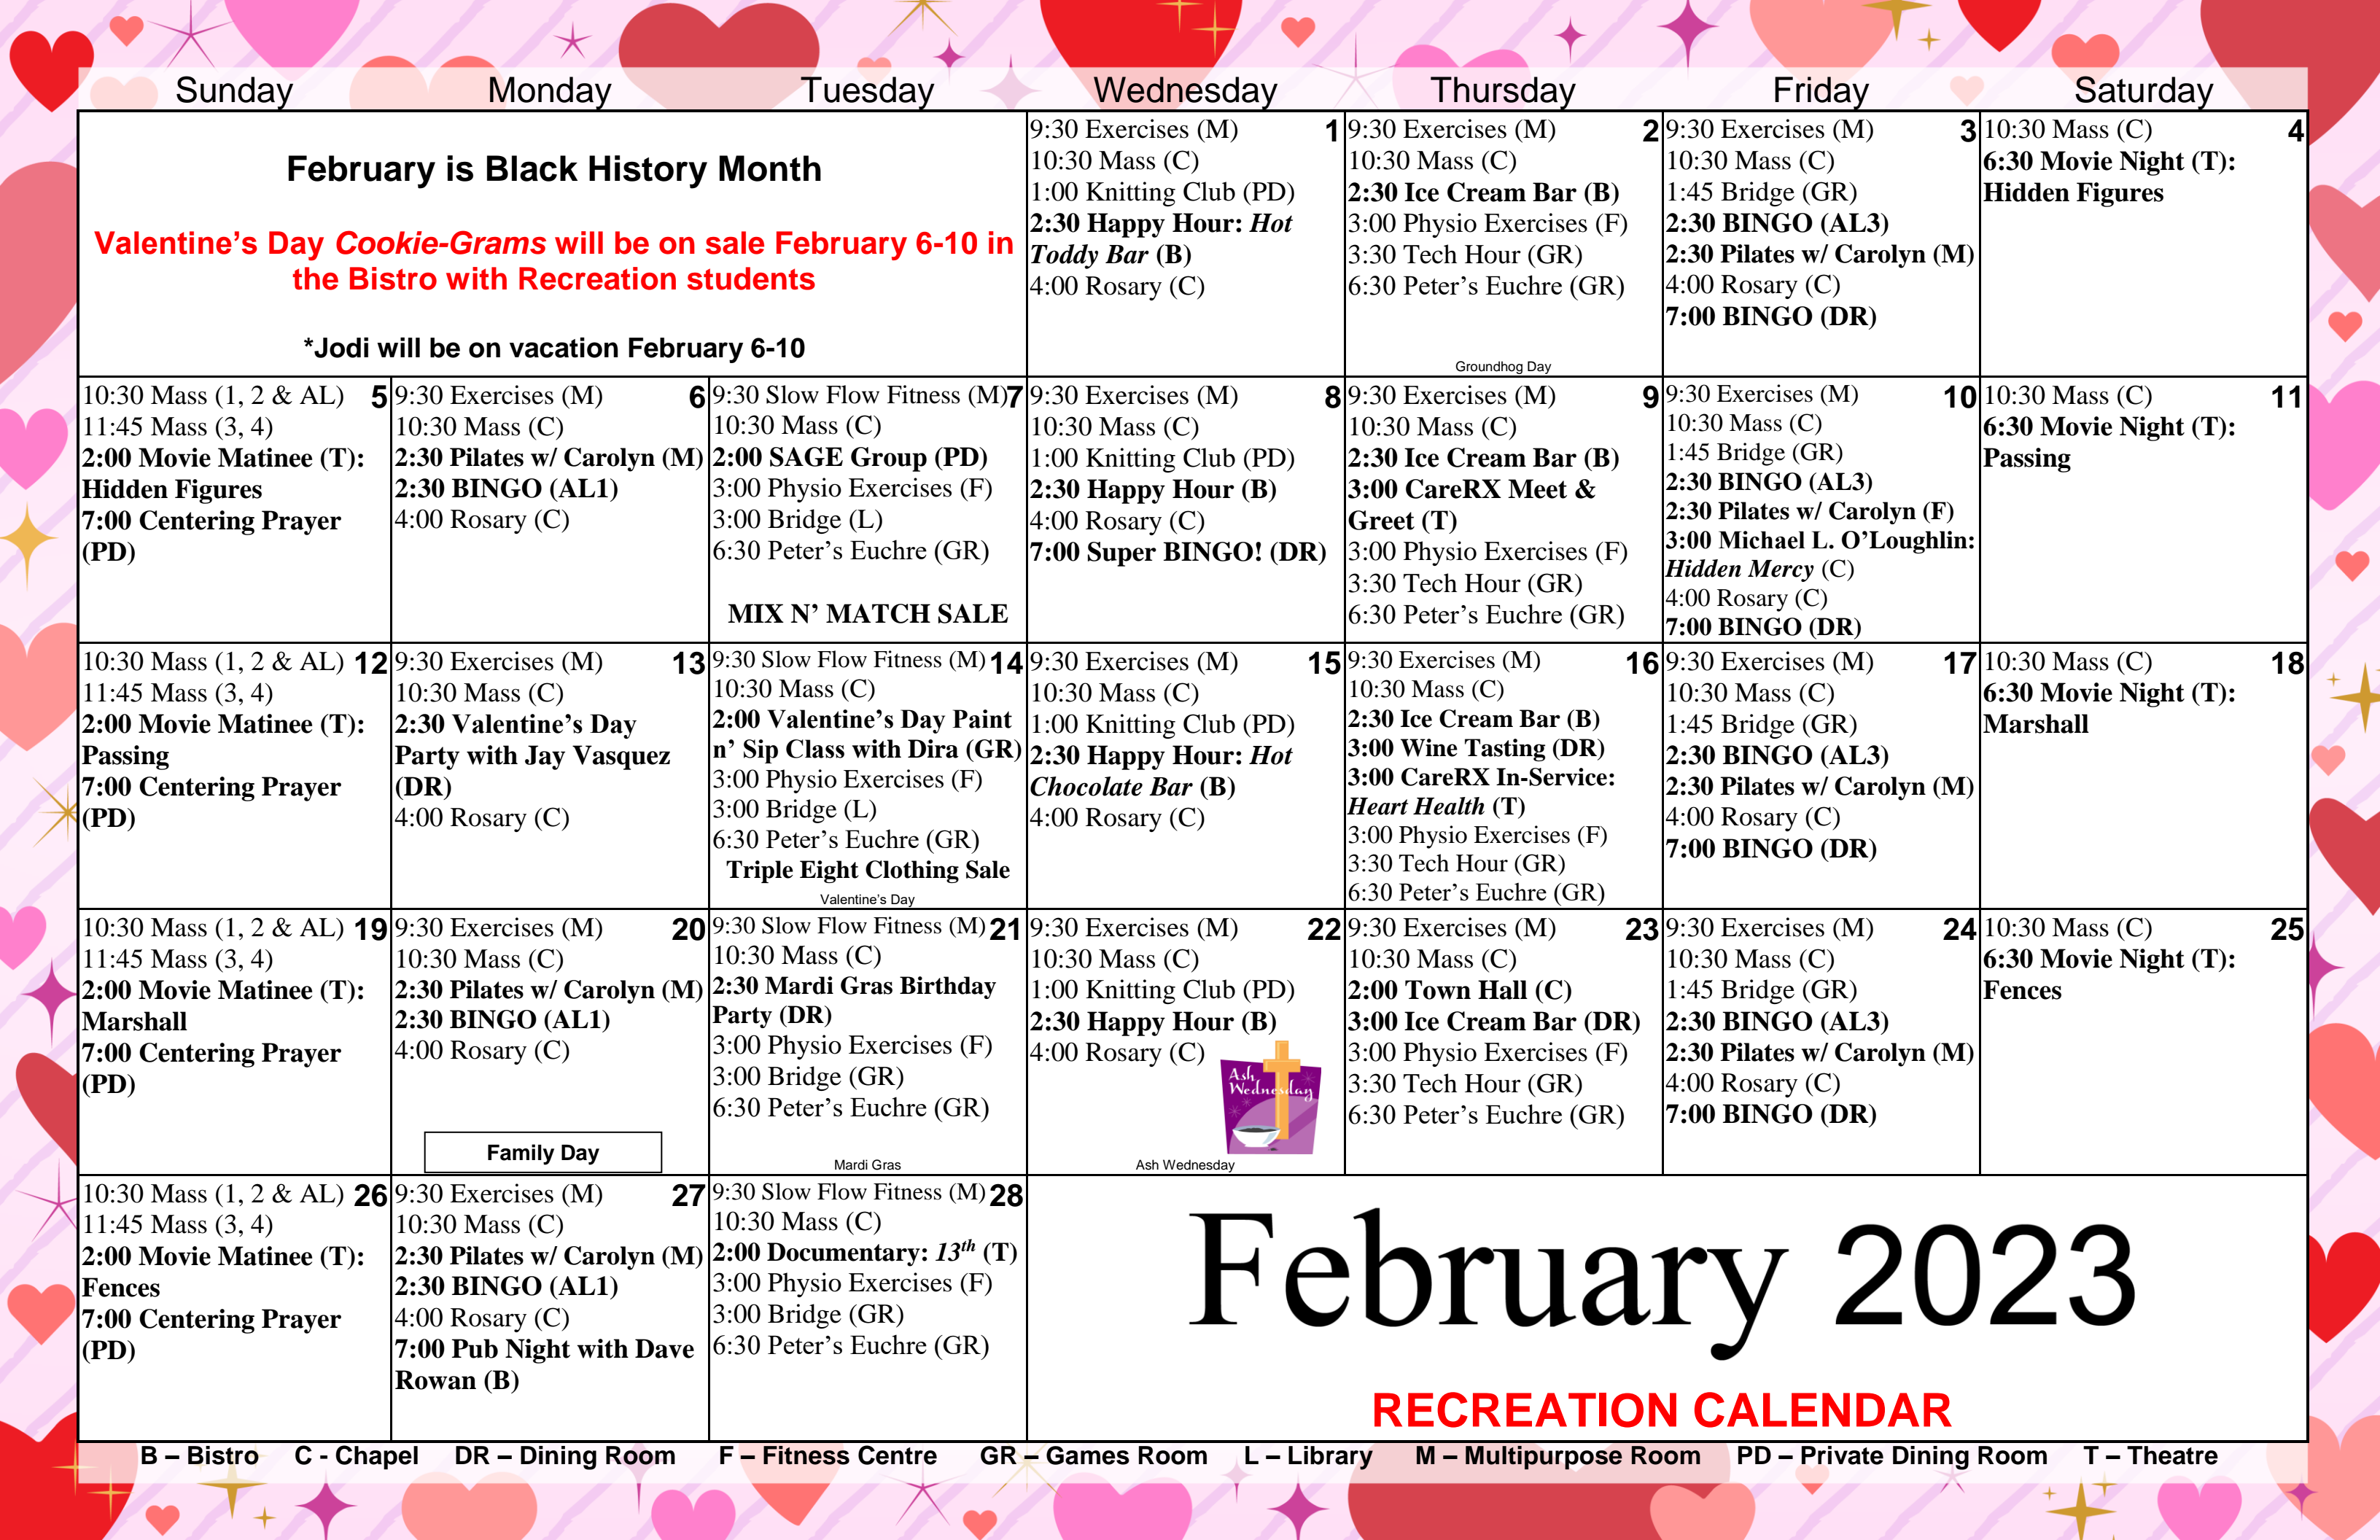 Sunday Monday Tuesday Wednesday Thursday Friday Saturday
February is Black History Month
Valentine’s Day Cookie-Grams will be on sale February 6-10 in
the Bistro with Recreation students
*Jodi will be on vacation February 6-10
1
9:30 Exercises (M)
10:30 Mass (C)
1:00 Knitting Club (PD)
2:30 Happy Hour: Hot
Toddy Bar (B)
4:00 Rosary (C)
2
9:30 Exercises (M)
10:30 Mass (C)
2:30 Ice Cream Bar (B)
3:00 Physio Exercises (F)
3:30 Tech Hour (GR)
6:30 Peter’s Euchre (GR)
Groundhog Day
3
9:30 Exercises (M)
10:30 Mass (C)
1:45 Bridge (GR)
2:30 BINGO (AL3)
2:30 Pilates w/ Carolyn (M)
4:00 Rosary (C)
7:00 BINGO (DR)
4
10:30 Mass (C)
6:30 Movie Night (T):
Hidden Figures
5
10:30 Mass (1, 2 & AL)
11:45 Mass (3, 4)
2:00 Movie Matinee (T):
Hidden Figures
7:00 Centering Prayer
(PD)
6
9:30 Exercises (M)
10:30 Mass (C)
2:30 Pilates w/ Carolyn (M)
2:30 BINGO (AL1)
4:00 Rosary (C)
7
9:30 Slow Flow Fitness (M)
10:30 Mass (C)
2:00 SAGE Group (PD)
3:00 Physio Exercises (F)
3:00 Bridge (L)
6:30 Peter’s Euchre (GR)
MIX N’ MATCH SALE
8
9:30 Exercises (M)
10:30 Mass (C)
1:00 Knitting Club (PD)
2:30 Happy Hour (B)
4:00 Rosary (C)
7:00 Super BINGO! (DR)
9
9:30 Exercises (M)
10:30 Mass (C)
2:30 Ice Cream Bar (B)
3:00 CareRX Meet &
Greet (T)
3:00 Physio Exercises (F)
3:30 Tech Hour (GR)
6:30 Peter’s Euchre (GR)
10
9:30 Exercises (M)
10:30 Mass (C)
1:45 Bridge (GR)
2:30 BINGO (AL3)
2:30 Pilates w/ Carolyn (F)
3:00 Michael L. O’Loughlin:
Hidden Mercy (C)
4:00 Rosary (C)
7:00 BINGO (DR)
11
10:30 Mass (C)
6:30 Movie Night (T):
Passing
12
10:30 Mass (1, 2 & AL)
11:45 Mass (3, 4)
2:00 Movie Matinee (T):
Passing
7:00 Centering Prayer
(PD)
13
9:30 Exercises (M)
10:30 Mass (C)
2:30 Valentine’s Day
Party with Jay Vasquez
(DR)
4:00 Rosary (C)
14
9:30 Slow Flow Fitness (M)
10:30 Mass (C)
2:00 Valentine’s Day Paint
n’ Sip Class with Dira (GR)
3:00 Physio Exercises (F)
3:00 Bridge (L)
6:30 Peter’s Euchre (GR)
Triple Eight Clothing Sale
Valentine’s Day
15
9:30 Exercises (M)
10:30 Mass (C)
1:00 Knitting Club (PD)
2:30 Happy Hour: Hot
Chocolate Bar (B)
4:00 Rosary (C)
16
9:30 Exercises (M)
10:30 Mass (C)
2:30 Ice Cream Bar (B)
3:00 Wine Tasting (DR)
3:00 CareRX In-Service:
Heart Health (T)
3:00 Physio Exercises (F)
3:30 Tech Hour (GR)
6:30 Peter’s Euchre (GR)
17
9:30 Exercises (M)
10:30 Mass (C)
1:45 Bridge (GR)
2:30 BINGO (AL3)
2:30 Pilates w/ Carolyn (M)
4:00 Rosary (C)
7:00 BINGO (DR)
18
10:30 Mass (C)
6:30 Movie Night (T):
Marshall
19
10:30 Mass (1, 2 & AL)
11:45 Mass (3, 4)
2:00 Movie Matinee (T):
Marshall
7:00 Centering Prayer
(PD)
20
9:30 Exercises (M)
10:30 Mass (C)
2:30 Pilates w/ Carolyn (M)
2:30 BINGO (AL1)
4:00 Rosary (C)
Family Day
21
9:30 Slow Flow Fitness (M)
10:30 Mass (C)
2:30 Mardi Gras Birthday
Party (DR)
3:00 Physio Exercises (F)
3:00 Bridge (GR)
6:30 Peter’s Euchre (GR)
Mardi Gras
22
9:30 Exercises (M)
10:30 Mass (C)
1:00 Knitting Club (PD)
2:30 Happy Hour (B)
4:00 Rosary (C)
Ash
Wednesday
Ash Wednesday
23
9:30 Exercises (M)
10:30 Mass (C)
2:00 Town Hall (C)
3:00 Ice Cream Bar (DR)
3:00 Physio Exercises (F)
3:30 Tech Hour (GR)
6:30 Peter’s Euchre (GR)
24
9:30 Exercises (M)
10:30 Mass (C)
1:45 Bridge (GR)
2:30 BINGO (AL3)
2:30 Pilates w/ Carolyn (M)
4:00 Rosary (C)
7:00 BINGO (DR)
25
10:30 Mass (C)
6:30 Movie Night (T):
Fences
26
10:30 Mass (1, 2 & AL)
11:45 Mass (3, 4)
2:00 Movie Matinee (T):
Fences
7:00 Centering Prayer
(PD)
27
9:30 Exercises (M)
10:30 Mass (C)
2:30 Pilates w/ Carolyn (M)
2:30 BINGO (AL1)
4:00 Rosary (C)
7:00 Pub Night with Dave
Rowan (B)
28
9:30 Slow Flow Fitness (M)
10:30 Mass (C)
2:00 Documentary: 13th (T)
3:00 Physio Exercises (F)
3:00 Bridge (GR)
6:30 Peter’s Euchre (GR)
February 2023
RECREATION CALENDAR
B – Bistro C - Chapel DR – Dining Room F – Fitness Centre GR – Games Room L – Library M – Multipurpose Room PD – Private Dining Room T – Theatre